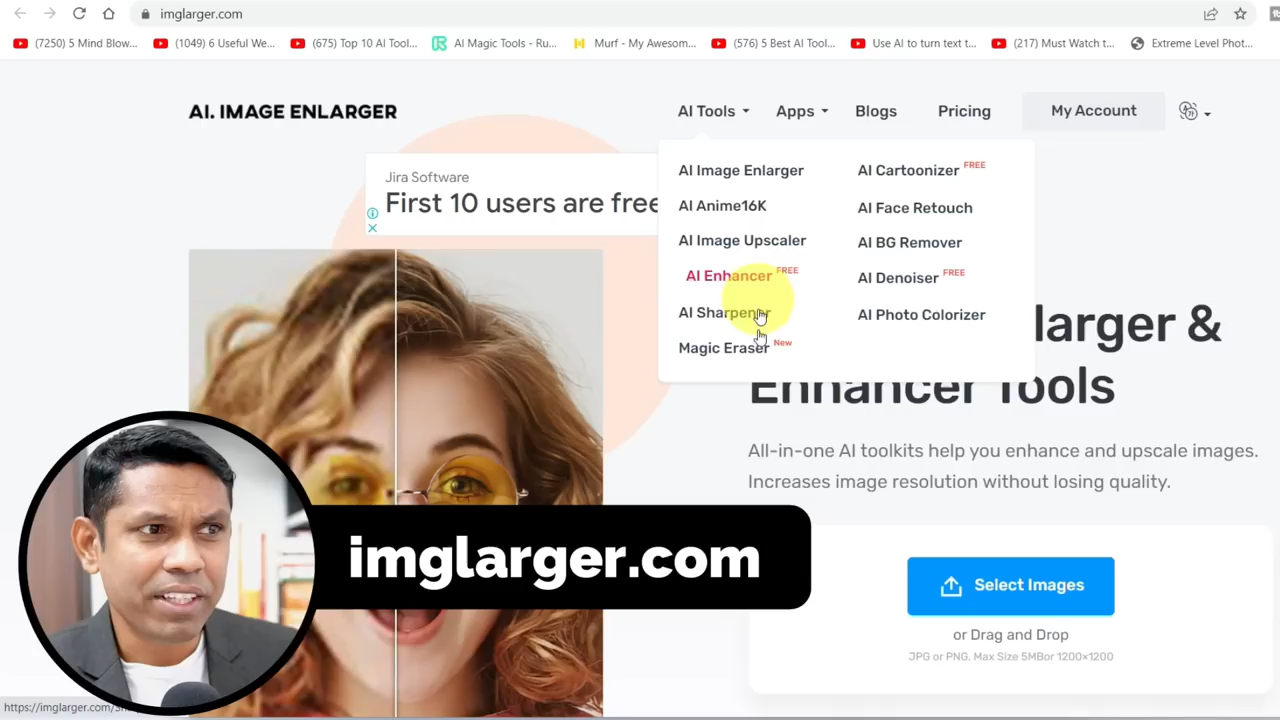 imglarger.com
(7250) 5 Mind Blow...
(1049) 6 Useful We...
(675) Top 10 AI Tool...
AI Magic Tools - Ru...
Murf - My Awesom...
(576) 5 Best AI Tool...
Use AI to turn text t...
(217) Must Watch t...
Extreme Level Phot...
AI. IMAGE ENLARGER
AI Tools
Apps
Blogs
Pricing
My Account
Jira Software
First 10 users are free
AI Image Enlarger
AI Anime16K
AI Image Upscaler
AI Enhancer FREE
AI Sharpener
Magic Eraser New
AI Cartoonizer FREE
AI Face Retouch
AI BG Remover
AI Denoiser FREE
AI Photo Colorizer
larger &
Enhancer Tools
All-in-one AI toolkits help you enhance and upscale images.
Increases image resolution without losing quality.
Select Images
or Drag and Drop
JPG or PNG. Max Size 5MBor 1200×1200
imglarger.com